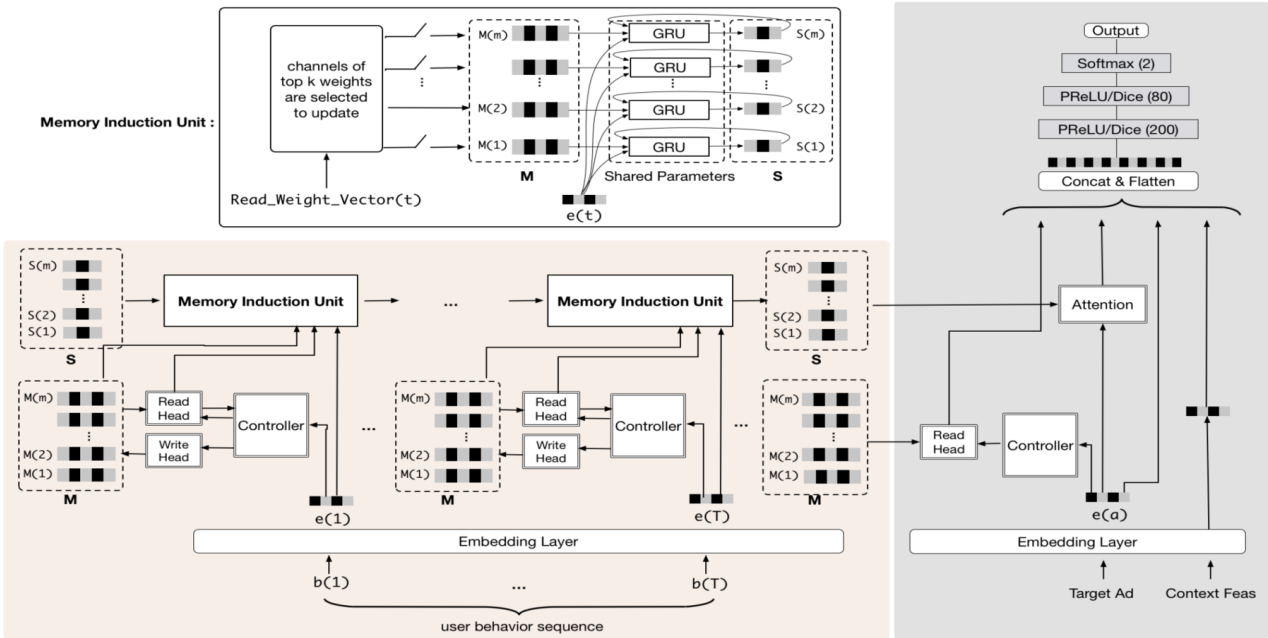 Memory Induction Unit :
channels of
top k weights
are selected
to update
Read_Weight_Vector(t)
M(m)
⋮
M(2)
M(1)
M
GRU
GRU
⋮
GRU
GRU
Shared Parameters
e(t)
S(m)
⋮
S(2)
S(1)
S
S(m)
⋮
S(2)
S(1)
S
Memory Induction Unit
...
Memory Induction Unit
S(m)
⋮
S(2)
S(1)
S
M(m)
⋮
M(2)
M(1)
M
Read
Head
Write
Head
Controller
...
M(m)
⋮
M(2)
M(1)
M
Read
Head
Write
Head
Controller
...
M(m)
⋮
M(2)
M(1)
M
e(1)
e(T)
Embedding Layer
b(1)
...
b(T)
user behavior sequence
Output
Softmax (2)
PReLU/Dice (80)
PReLU/Dice (200)
Concat & Flatten
Attention
Read
Head
Controller
e(a)
Embedding Layer
Target Ad
Context Feas